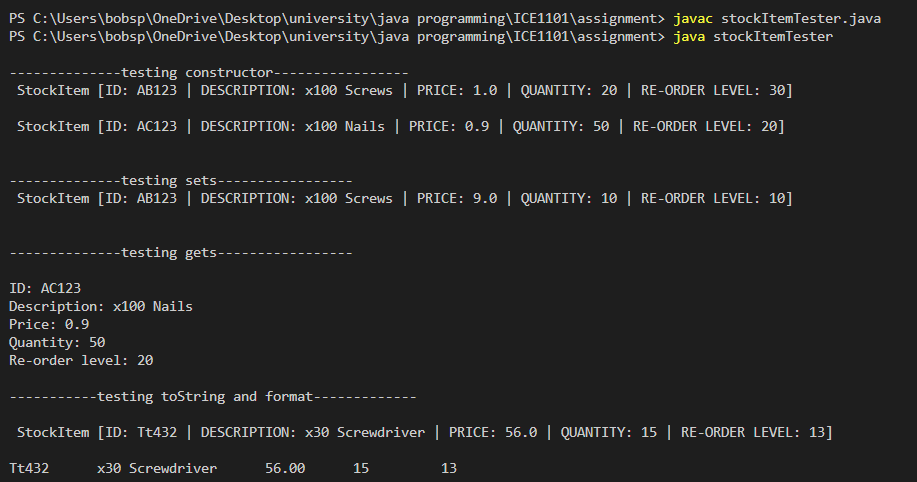 PS C:\Users\bobsp\OneDrive\Desktop\university\java programming\ICE1101\assignment> javac stockItemTester.java
PS C:\Users\bobsp\OneDrive\Desktop\university\java programming\ICE1101\assignment> java stockItemTester
--------------testing constructor-----------------
StockItem [ID: AB123 | DESCRIPTION: x100 Screws | PRICE: 1.0 | QUANTITY: 20 | RE-ORDER LEVEL: 30]
StockItem [ID: AC123 | DESCRIPTION: x100 Nails | PRICE: 0.9 | QUANTITY: 50 | RE-ORDER LEVEL: 20]
--------------testing sets-----------------
StockItem [ID: AB123 | DESCRIPTION: x100 Screws | PRICE: 9.0 | QUANTITY: 10 | RE-ORDER LEVEL: 10]
--------------testing gets-----------------
ID: AC123
Description: x100 Nails
Price: 0.9
Quantity: 50
Re-order level: 20
-----------testing toString and format-------------
StockItem [ID: Tt432 | DESCRIPTION: x30 Screwdriver | PRICE: 56.0 | QUANTITY: 15 | RE-ORDER LEVEL: 13]
Tt432      x30 Screwdriver      56.00      15         13